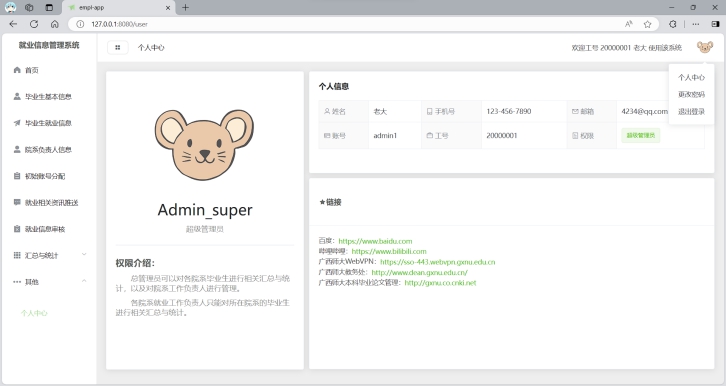 empl-app
127.0.0.1:8080/user
就业信息管理系统
个人中心
欢迎工号 20000001 老大 使用该系统
首页
毕业生基本信息
毕业生就业信息
院系负责人信息
初始账号分配
就业相关资讯推送
就业信息审核
汇总与统计
其他
个人中心
Admin_super
超级管理员
权限介绍:
总管理员可以对各院系毕业生进行相关汇总与统
计，以及对院系工作负责人进行管理。
各院系就业工作负责人只能对所在院系的毕业生
进行相关汇总与统计。
个人信息
姓名 老大 手机号 123-456-7890 邮箱 4234@qq.com
账号 admin1 工号 20000001 权限 超级管理员
个人中心
更改密码
退出登录
★链接
百度：https://www.baidu.com
哔哩哔哩：https://www.bilibili.com
广西师大WebVPN：https://sso-443.webvpn.gxnu.edu.cn
广西师大教务处：http://www.dean.gxnu.edu.cn/
广西师大本科毕业论文管理：http://gxnu.co.cnki.net